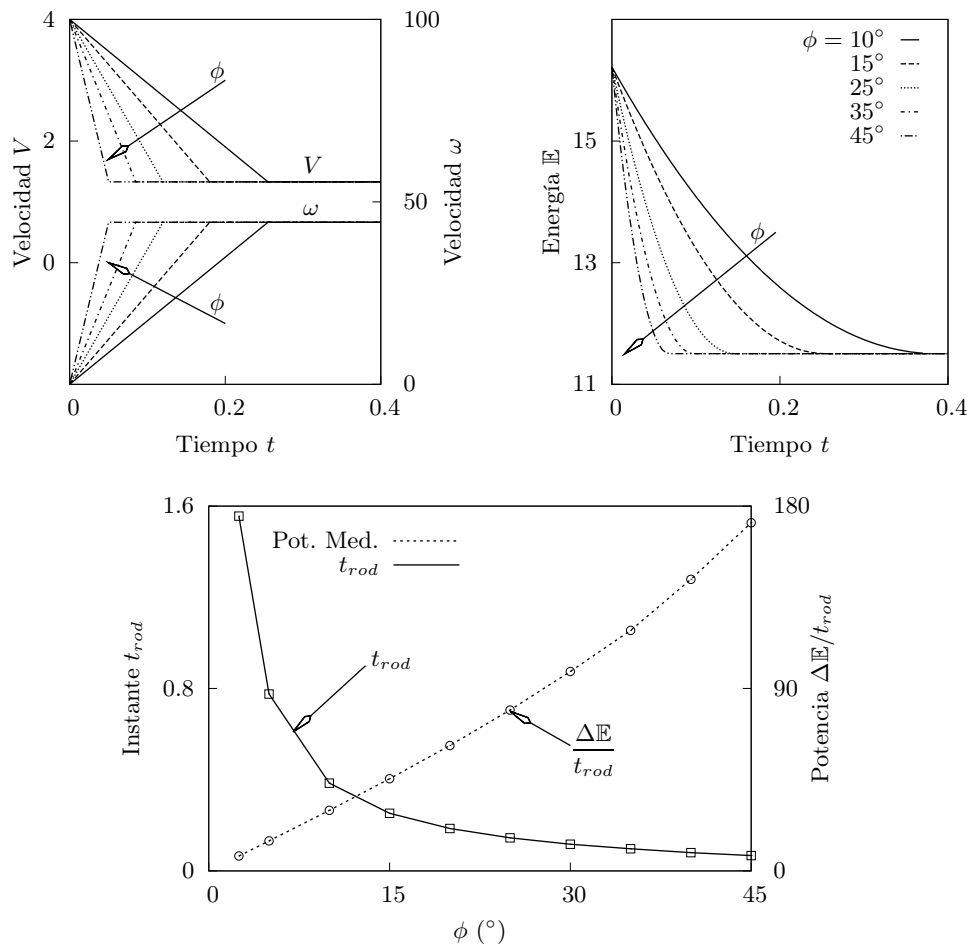 4
2
0
Velocidad V
100
50
0
Velocidad ω
ϕ
V
ω
ϕ
0
0.2
0.4
Tiempo t
15
13
11
Energía 𝔼
ϕ = 10°
15°
25°
35°
45°
ϕ
0
0.2
0.4
Tiempo t
1.6
0.8
0
Instante t_rod
180
90
0
Potencia Δ𝔼/t_rod
Pot. Med.
t_rod
t_rod
Δ𝔼
t_rod
0
15
30
45
ϕ (°)